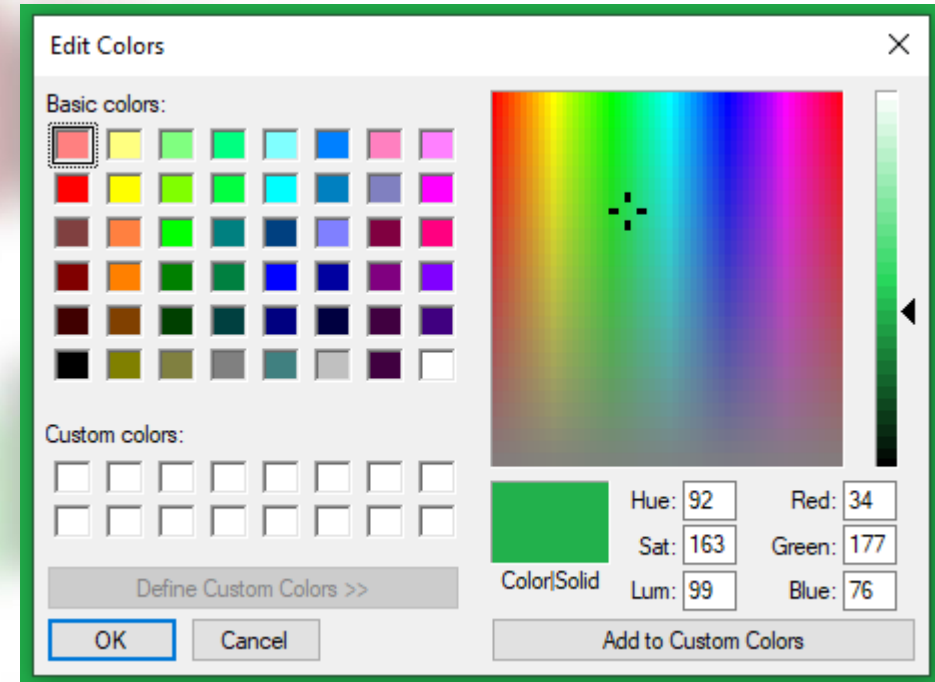 Edit Colors
Basic colors:
Custom colors:
Define Custom Colors >>
OK Cancel
Color|Solid
Hue: 92 Red: 34
Sat: 163 Green: 177
Lum: 99 Blue: 76
Add to Custom Colors